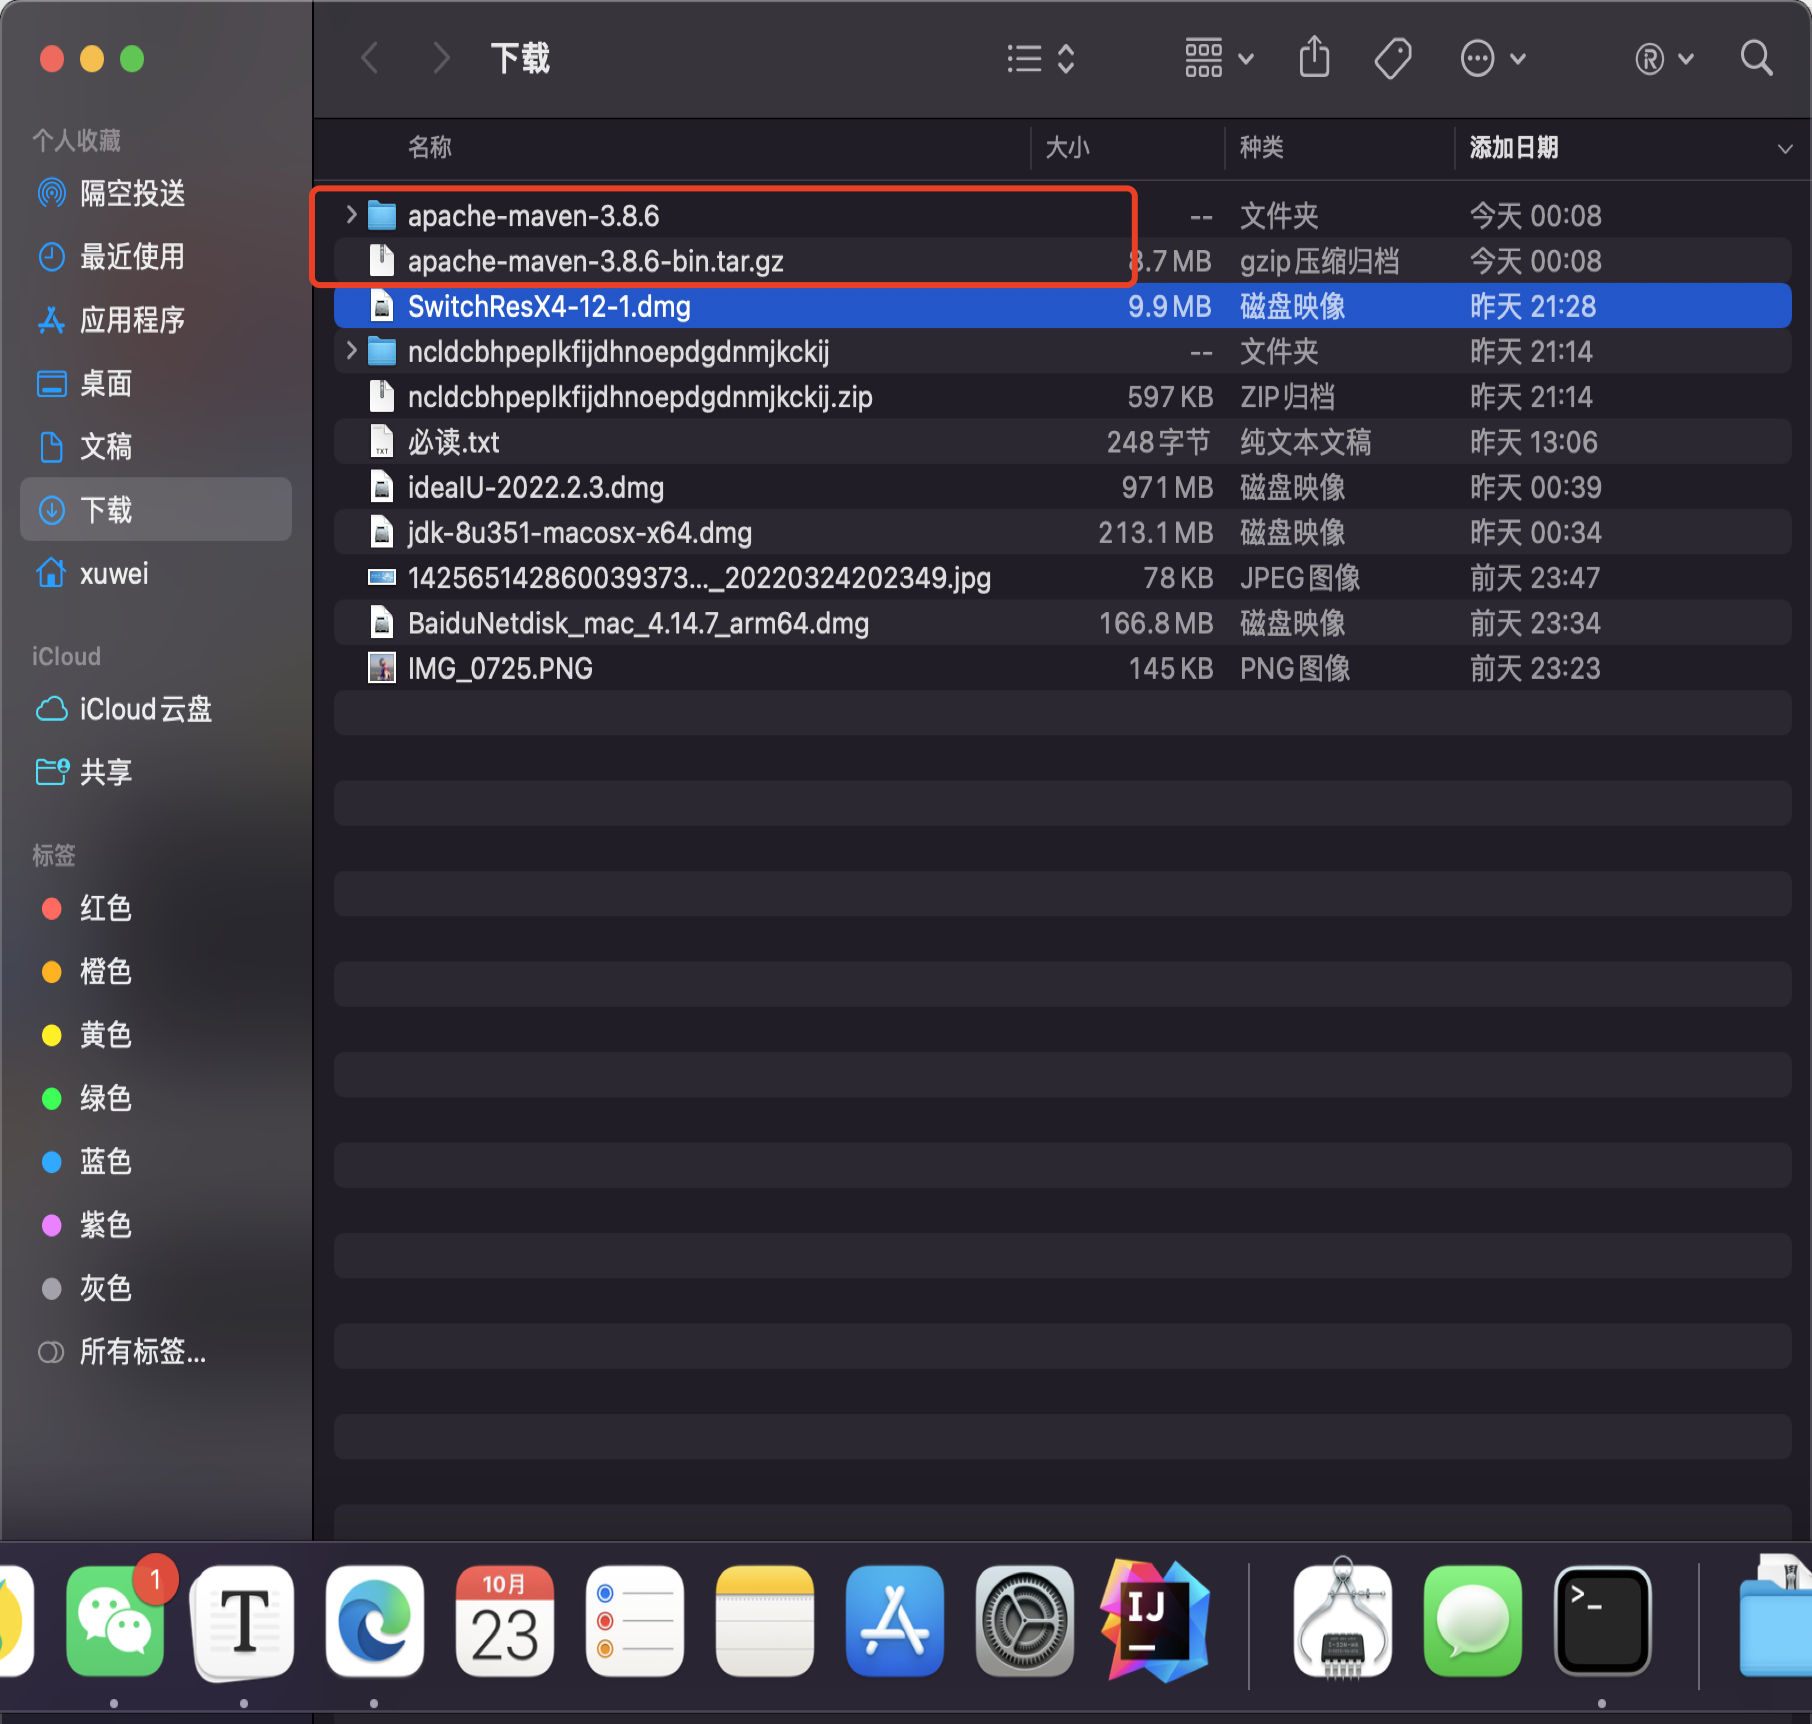 下载
个人收藏
隔空投送
最近使用
应用程序
桌面
文稿
下载
xuwei
iCloud
iCloud云盘
共享
标签
红色
橙色
黄色
绿色
蓝色
紫色
灰色
所有标签...
名称 大小 种类 添加日期
apache-maven-3.8.6 -- 文件夹 今天 00:08
apache-maven-3.8.6-bin.tar.gz 8.7 MB gzip压缩归档 今天 00:08
SwitchResX4-12-1.dmg 9.9 MB 磁盘映像 昨天 21:28
ncldcbhpeplkfijdhnoepdgdnmjkckij -- 文件夹 昨天 21:14
ncldcbhpeplkfijdhnoepdgdnmjkckij.zip 597 KB ZIP归档 昨天 21:14
必读.txt 248字节 纯文本文稿 昨天 13:06
ideaIU-2022.2.3.dmg 971 MB 磁盘映像 昨天 00:39
jdk-8u351-macosx-x64.dmg 213.1 MB 磁盘映像 昨天 00:34
142565142860039373..._20220324202349.jpg 78 KB JPEG图像 前天 23:47
BaiduNetdisk_mac_4.14.7_arm64.dmg 166.8 MB 磁盘映像 前天 23:34
IMG_0725.PNG 145 KB PNG图像 前天 23:23
1
T
10月
23
IJ
>_